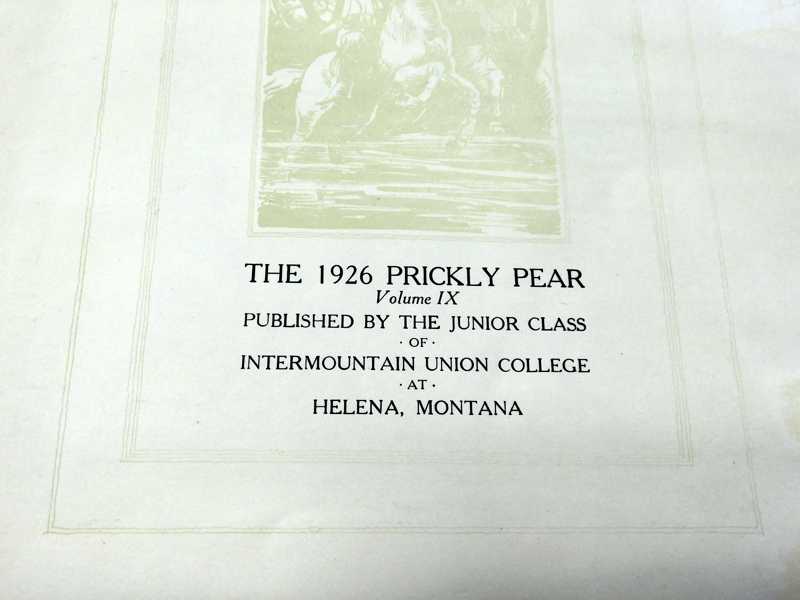 THE 1926 PRICKLY PEAR
Volume IX
PUBLISHED BY THE JUNIOR CLASS
· OF ·
INTERMOUNTAIN UNION COLLEGE
· AT ·
HELENA, MONTANA